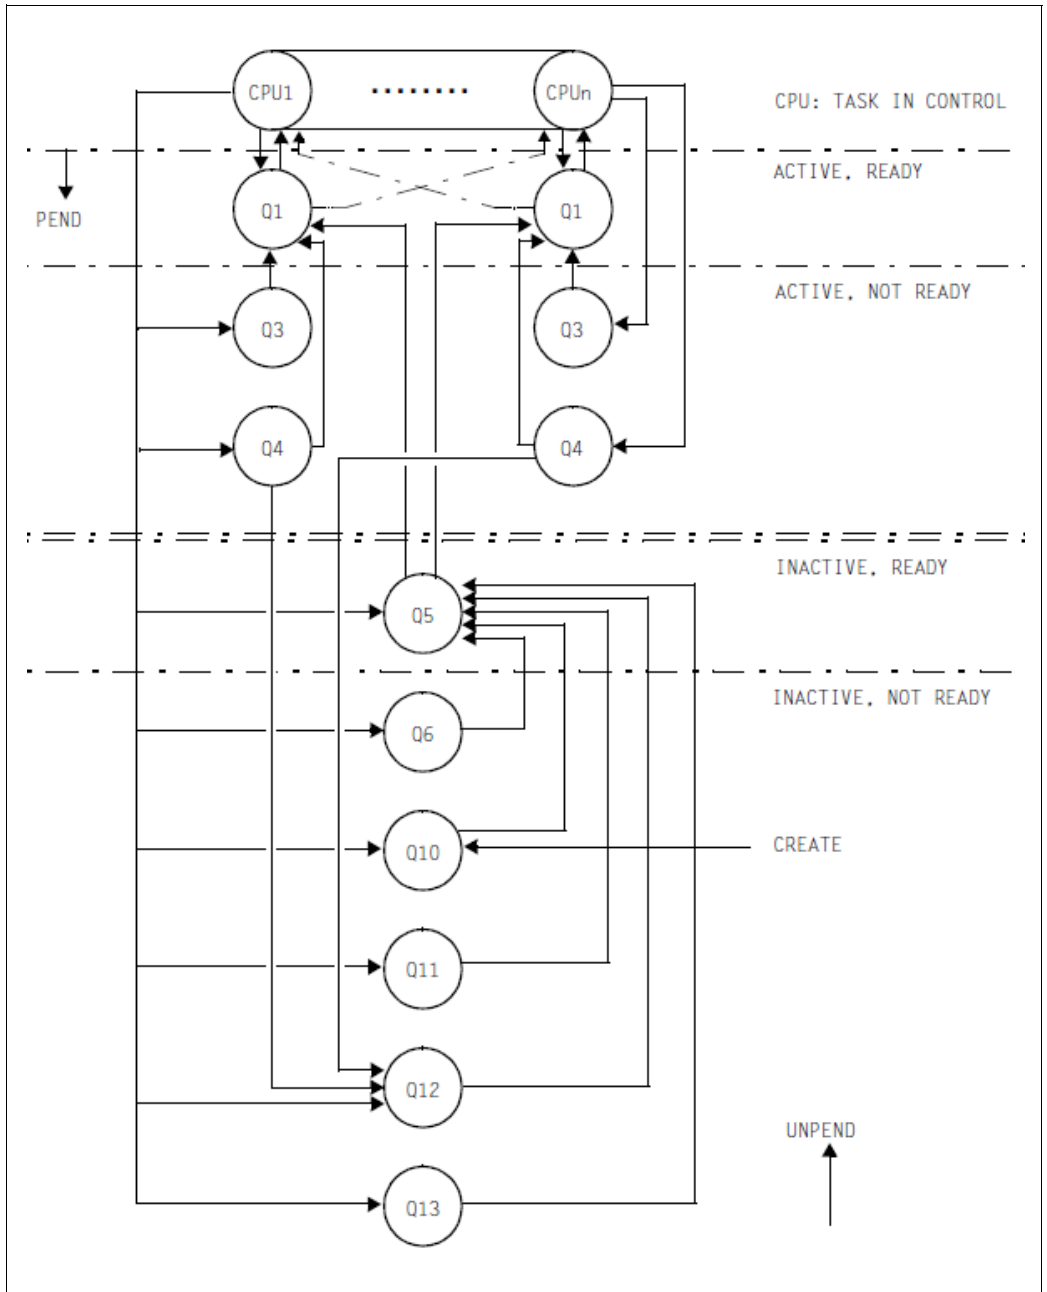 CPU1
........
CPUn
CPU: TASK IN CONTROL
ACTIVE, READY
PEND
Q1
Q1
ACTIVE, NOT READY
Q3
Q3
Q4
Q4
INACTIVE, READY
Q5
INACTIVE, NOT READY
Q6
Q10
CREATE
Q11
Q12
UNPEND
Q13